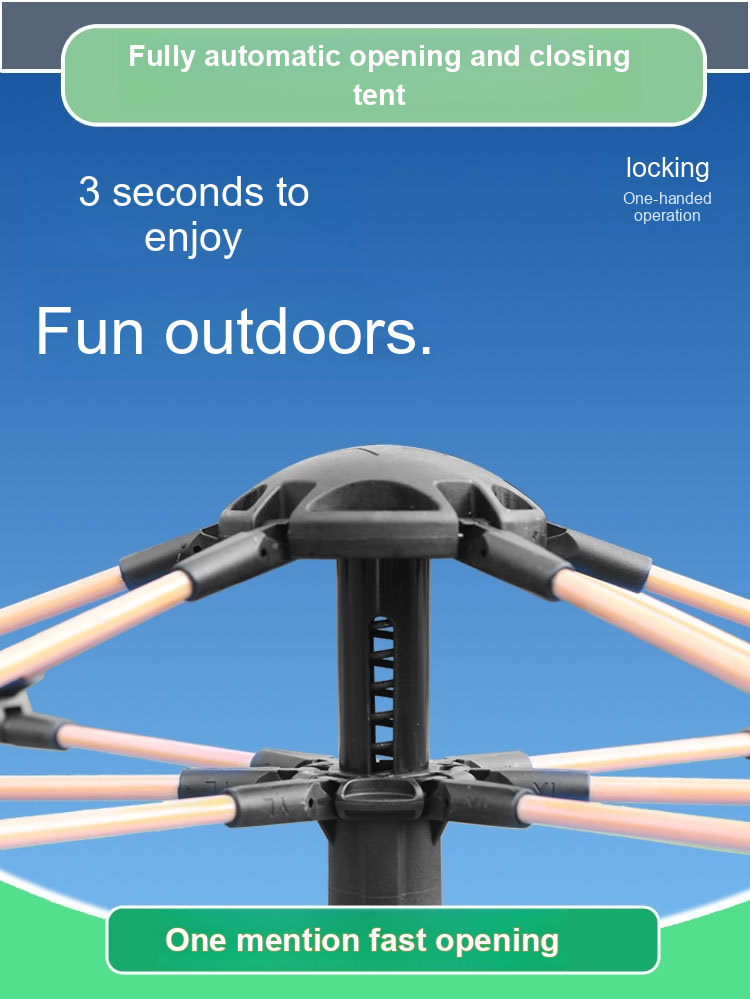 Fully automatic opening and closing
tent
3 seconds to
enjoy
locking
One-handed
operation
Fun outdoors.
One mention fast opening